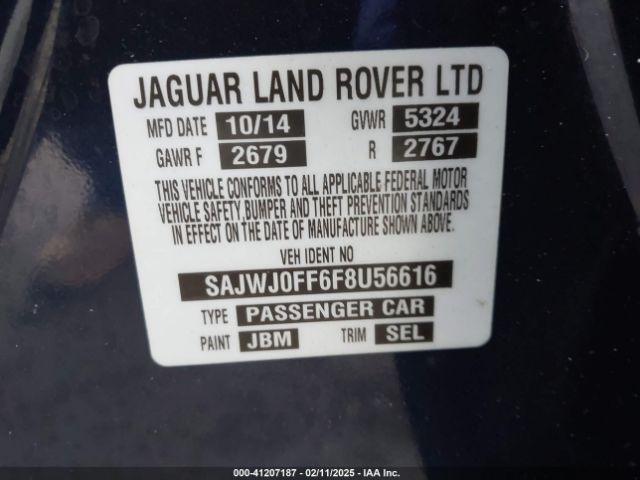 JAGUAR LAND ROVER LTD
MFD DATE 10/14 GVWR 5324
GAWR F 2679 R 2767
THIS VEHICLE CONFORMS TO ALL APPLICABLE FEDERAL MOTOR
VEHICLE SAFETY,BUMPER AND THEFT PREVENTION STANDARDS
IN EFFECT ON THE DATE OF MANUFACTURE SHOWN ABOVE.
VEH IDENT NO
SAJWJ0FF6F8U56616
TYPE PASSENGER CAR
PAINT JBM TRIM SEL
000-41207187 - 02/11/2025 - IAA Inc.